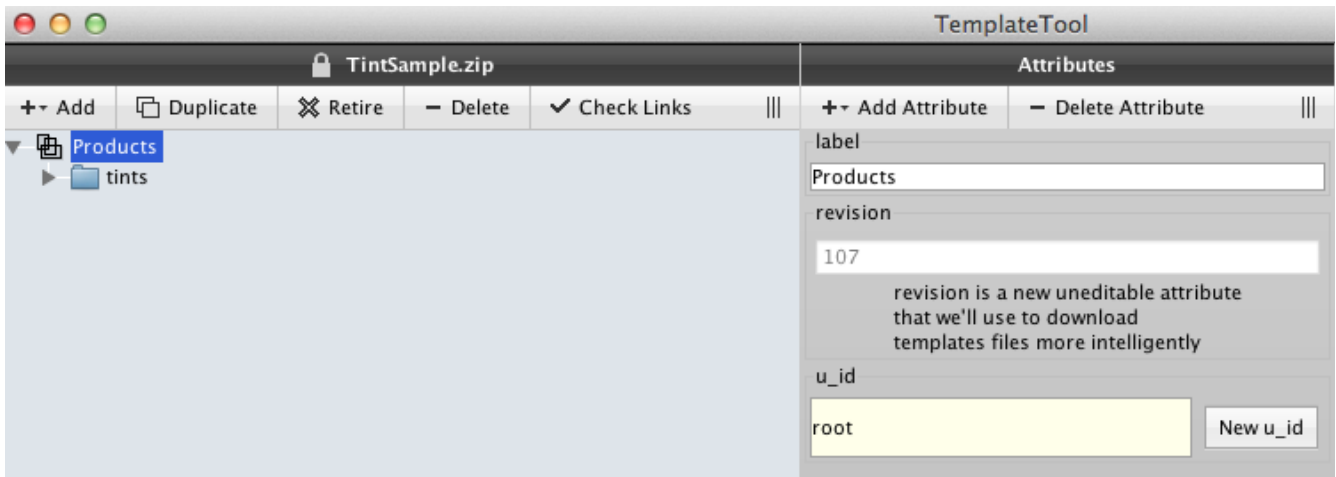 TemplateTool
TintSample.zip
Attributes
+ Add
Duplicate
Retire
− Delete
Check Links
+ Add Attribute
− Delete Attribute
Products
tints
label
Products
revision
107
revision is a new uneditable attribute
that we'll use to download
templates files more intelligently
u_id
root
New u_id